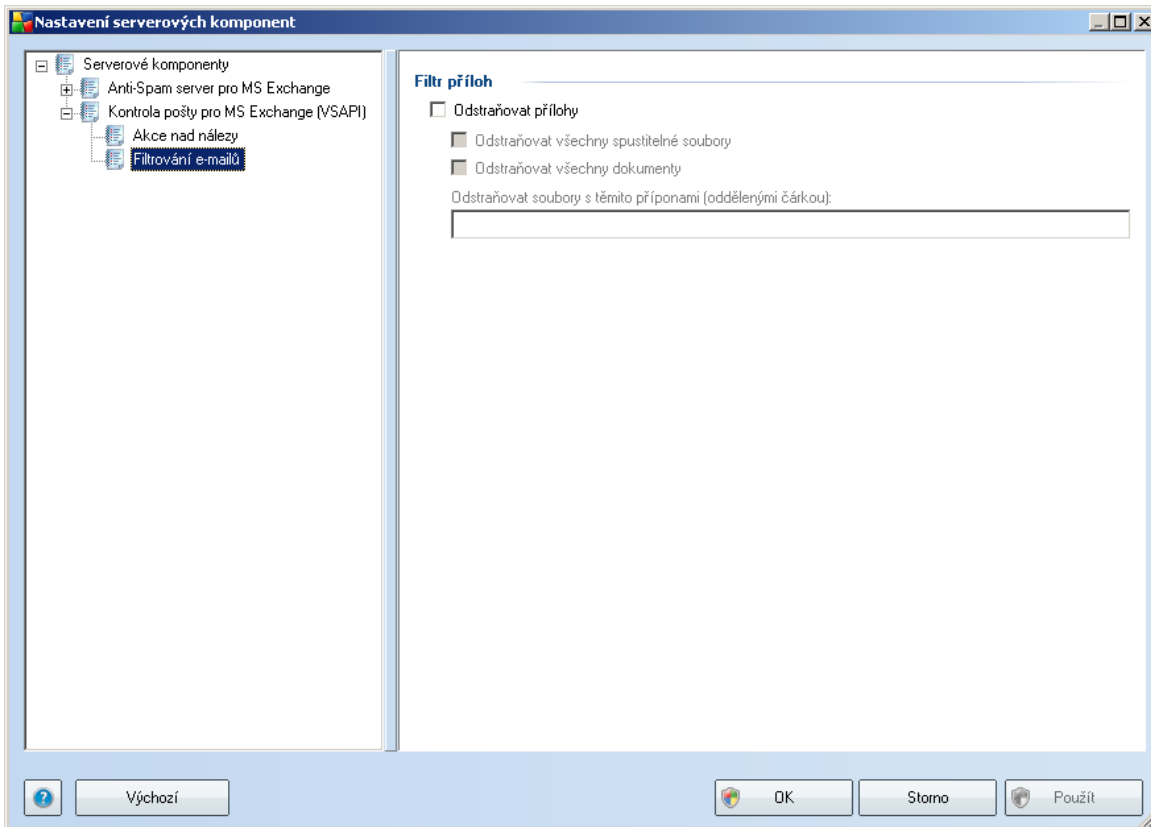 Nastavení serverových komponent
Serverové komponenty
Anti-Spam server pro MS Exchange
Kontrola pošty pro MS Exchange (VSAPI)
Akce nad nálezy
Filtrování e-mailů
Filtr příloh
Odstraňovat přílohy
Odstraňovat všechny spustitelné soubory
Odstraňovat všechny dokumenty
Odstraňovat soubory s těmito příponami (oddělenými čárkou):
Výchozí
OK
Storno
Použít